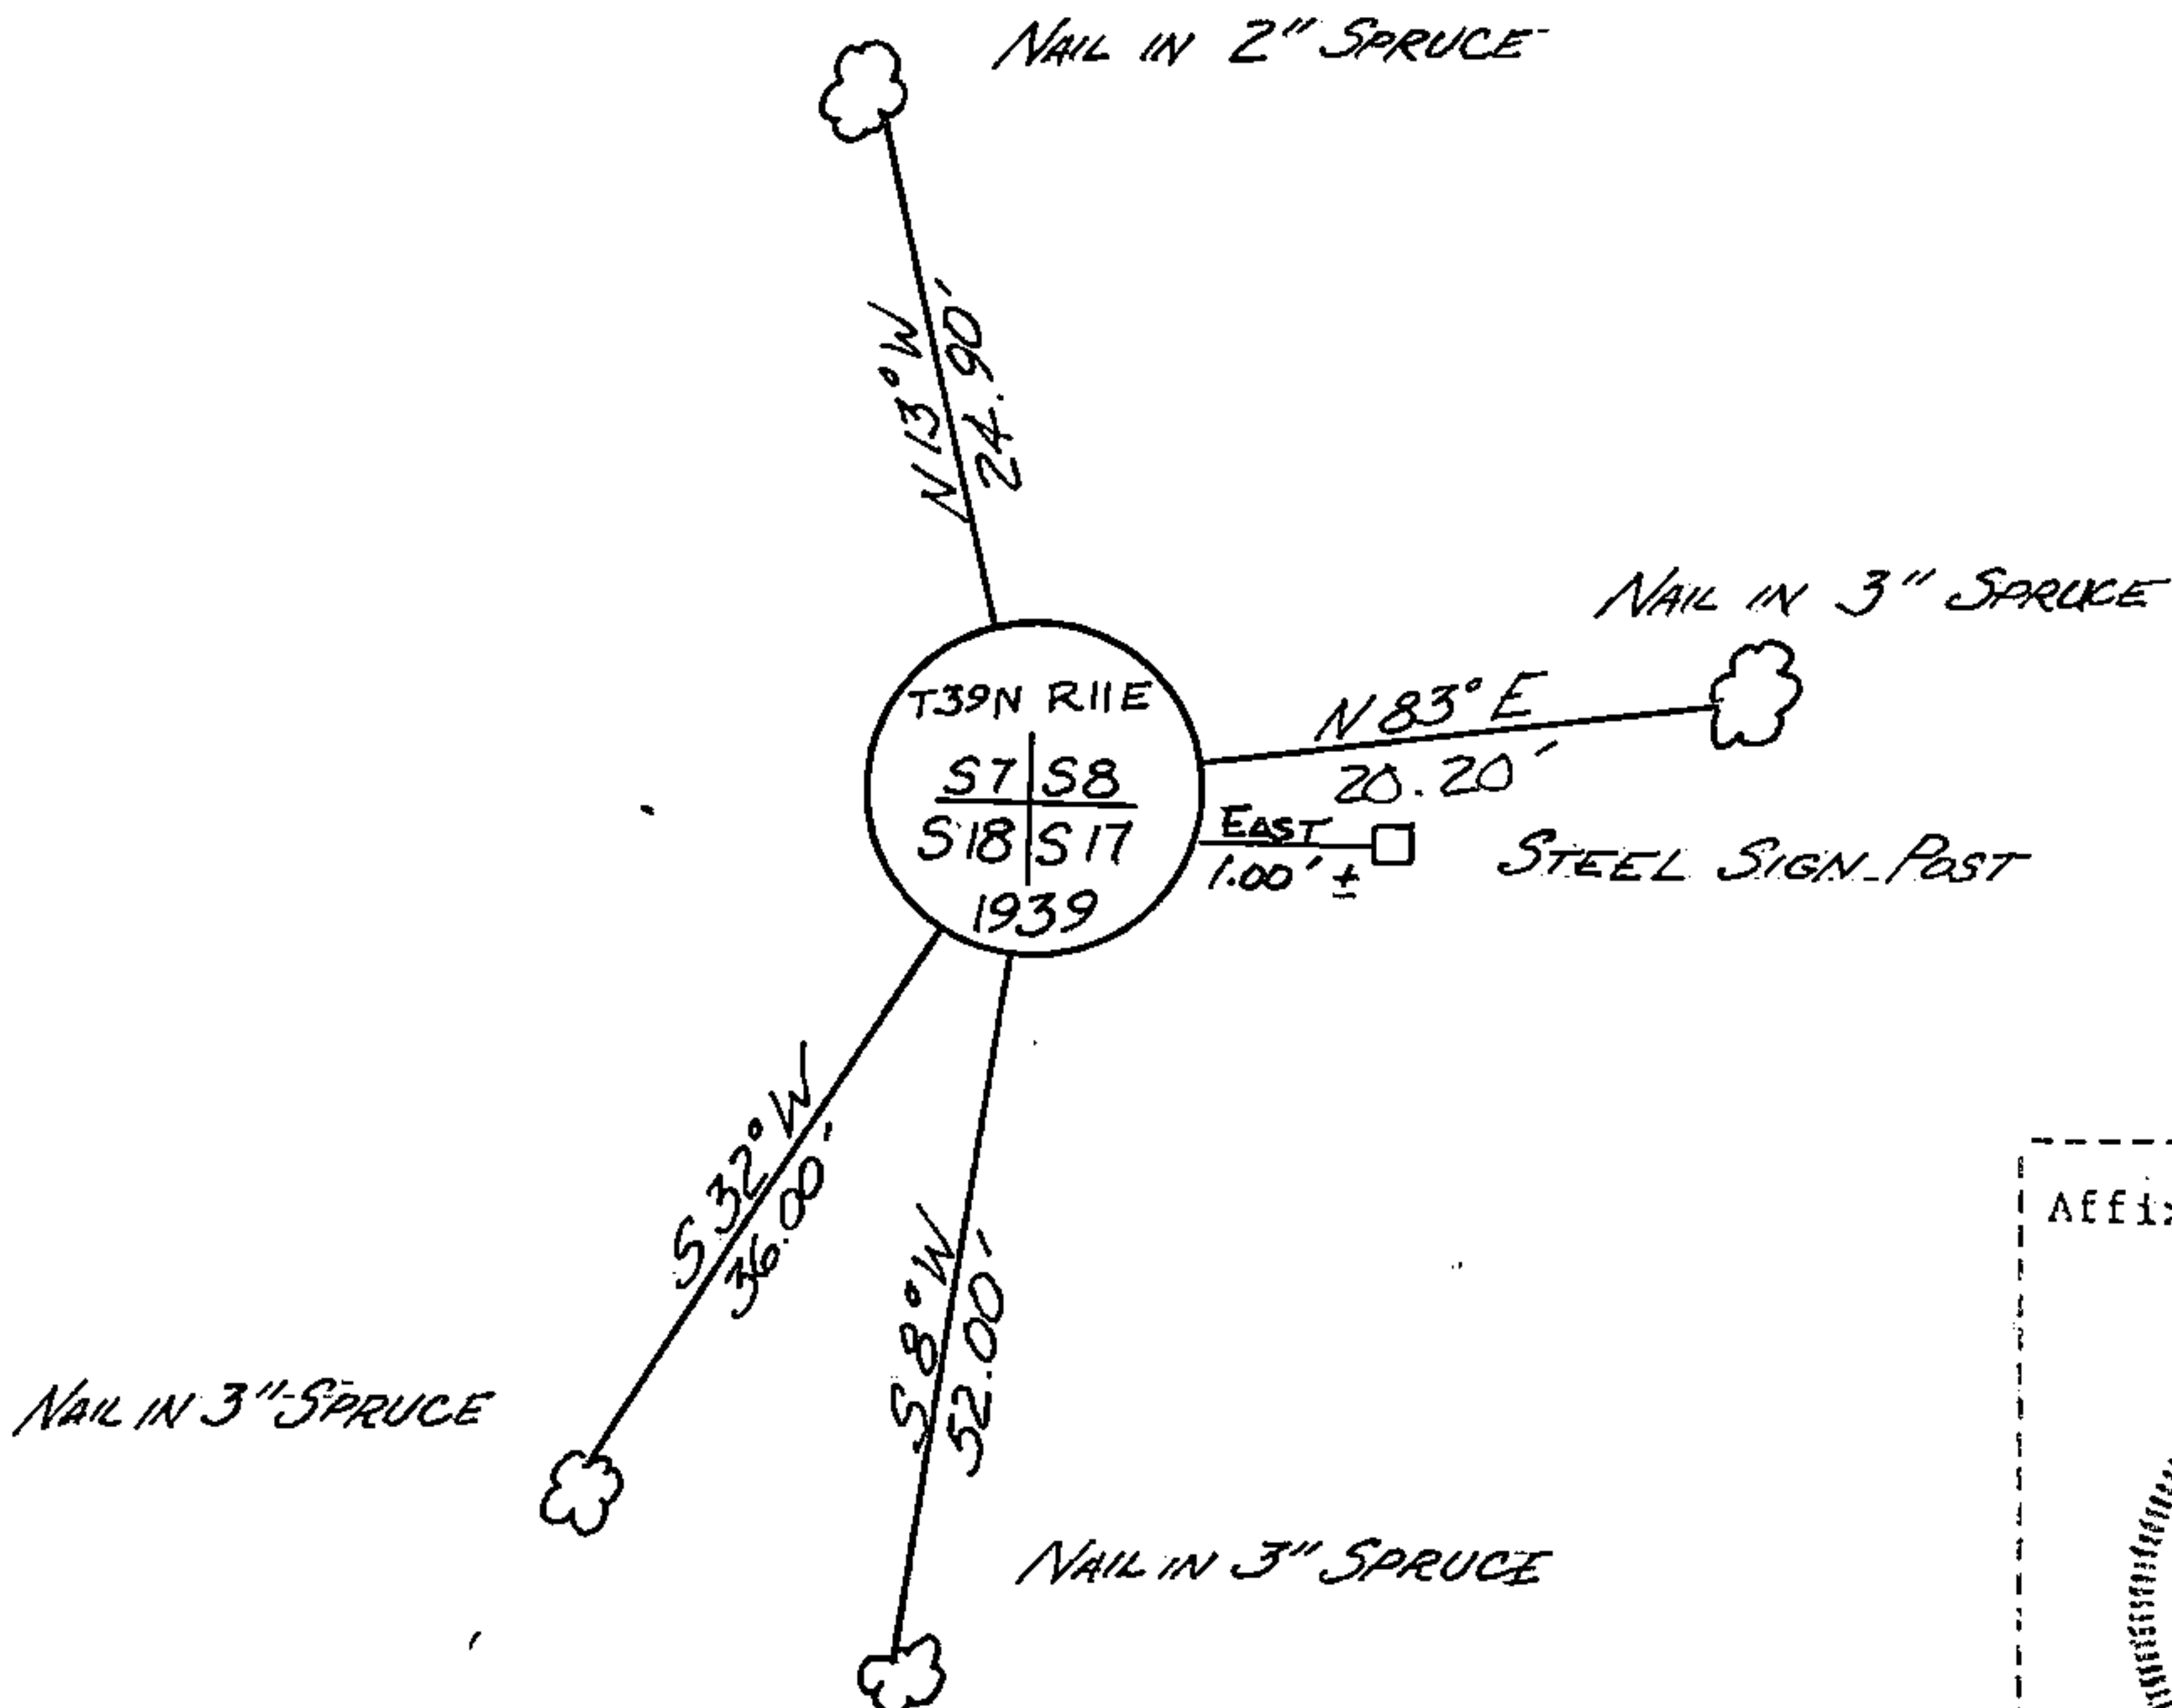 NAIL IN 2" SPRUCE
N 13° W
24.90'
NAIL IN 3" SPRUCE
N 83° E
20.20'
T39N R11E
S7 S8
S18 S17
1939
EAST
1.00' ±
STEEL SIGN POST
S 32° W
36.00'
S 8° W
52.00'
NAIL IN 3" SPRUCE
NAIL IN 3" SPRUCE